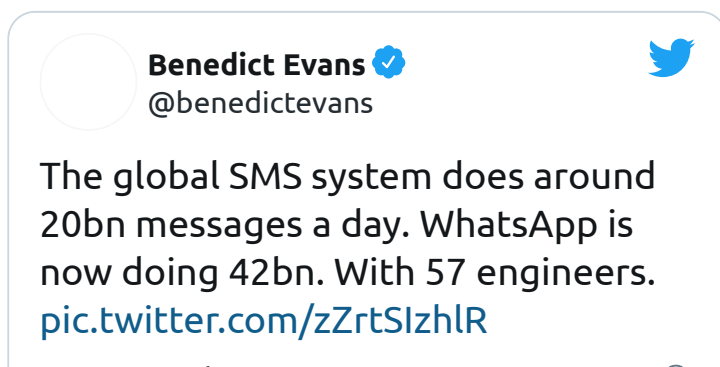 Benedict Evans
@benedictevans
The global SMS system does around
20bn messages a day. WhatsApp is
now doing 42bn. With 57 engineers.
pic.twitter.com/zZrtSIzhlR